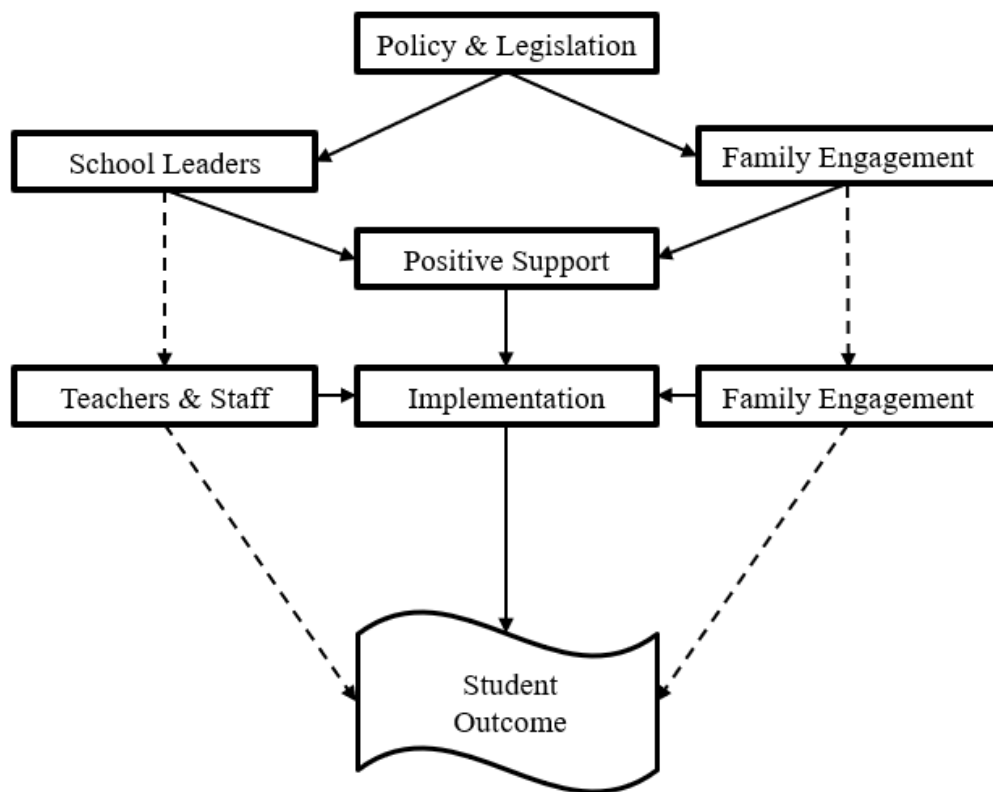 Policy & Legislation
School Leaders
Family Engagement
Positive Support
Teachers & Staff
Implementation
Family Engagement
Student
Outcome